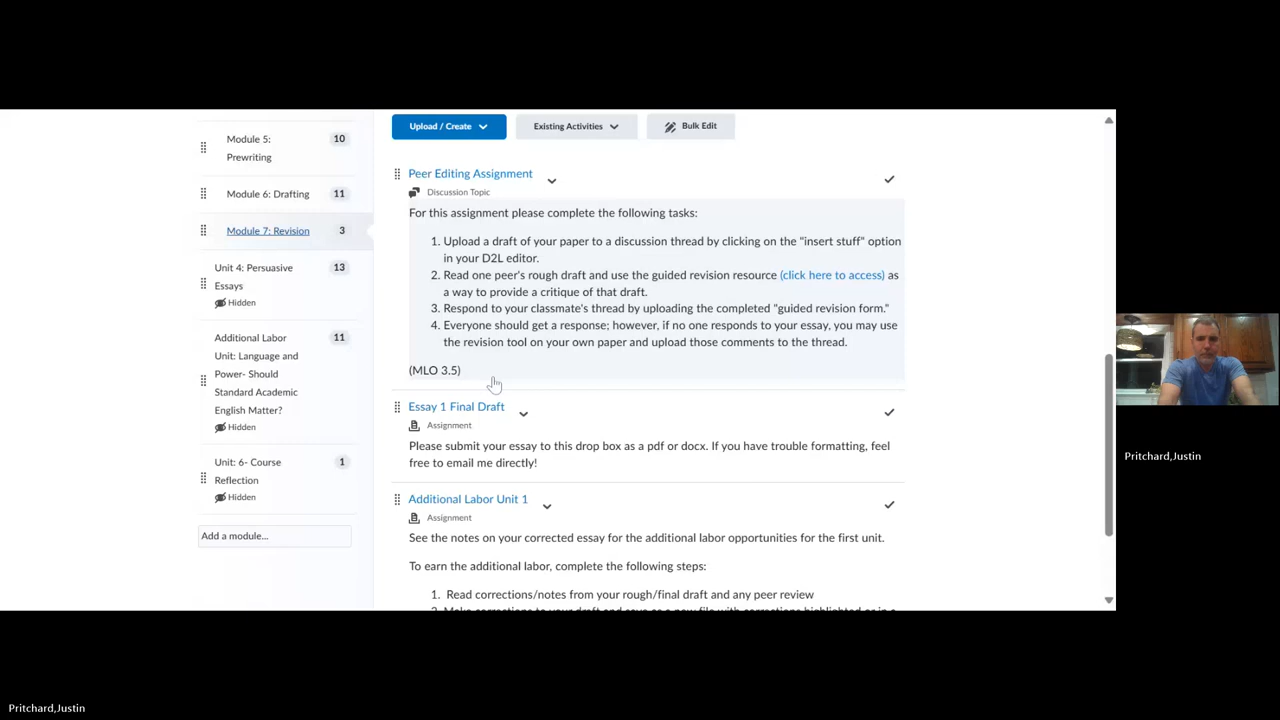 Upload / Create
Existing Activities
Bulk Edit
Module 5:
Prewriting
10
Module 6: Drafting
11
Module 7: Revision
3
Unit 4: Persuasive
Essays
13
Hidden
Additional Labor
Unit: Language and
Power- Should
Standard Academic
English Matter?
11
Hidden
Unit: 6- Course
Reflection
1
Hidden
Add a module...
Peer Editing Assignment
Discussion Topic
For this assignment please complete the following tasks:
1. Upload a draft of your paper to a discussion thread by clicking on the "insert stuff" option
in your D2L editor.
2. Read one peer's rough draft and use the guided revision resource (click here to access) as
a way to provide a critique of that draft.
3. Respond to your classmate's thread by uploading the completed "guided revision form."
4. Everyone should get a response; however, if no one responds to your essay, you may use
the revision tool on your own paper and upload those comments to the thread.
(MLO 3.5)
Essay 1 Final Draft
Assignment
Please submit your essay to this drop box as a pdf or docx. If you have trouble formatting, feel
free to email me directly!
Additional Labor Unit 1
Assignment
See the notes on your corrected essay for the additional labor opportunities for the first unit.
To earn the additional labor, complete the following steps:
1. Read corrections/notes from your rough/final draft and any peer review
Pritchard,Justin
Pritchard,Justin